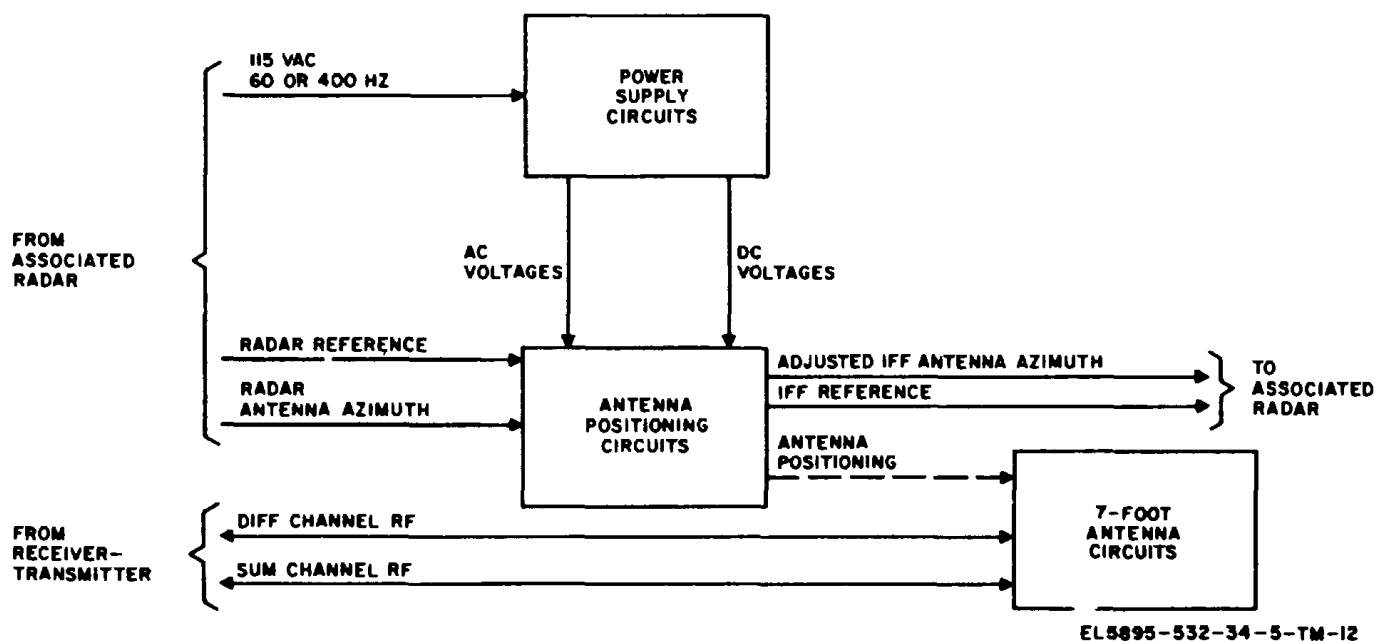 115 VAC
60 OR 400 HZ
POWER
SUPPLY
CIRCUITS
FROM
ASSOCIATED
RADAR
AC
VOLTAGES
DC
VOLTAGES
RADAR REFERENCE
RADAR
ANTENNA AZIMUTH
ANTENNA
POSITIONING
CIRCUITS
ADJUSTED IFF ANTENNA AZIMUTH
IFF REFERENCE
TO
ASSOCIATED
RADAR
ANTENNA
POSITIONING
FROM
RECEIVER-
TRANSMITTER
DIFF CHANNEL RF
SUM CHANNEL RF
7-FOOT
ANTENNA
CIRCUITS
EL5895-532-34-5-TM-12